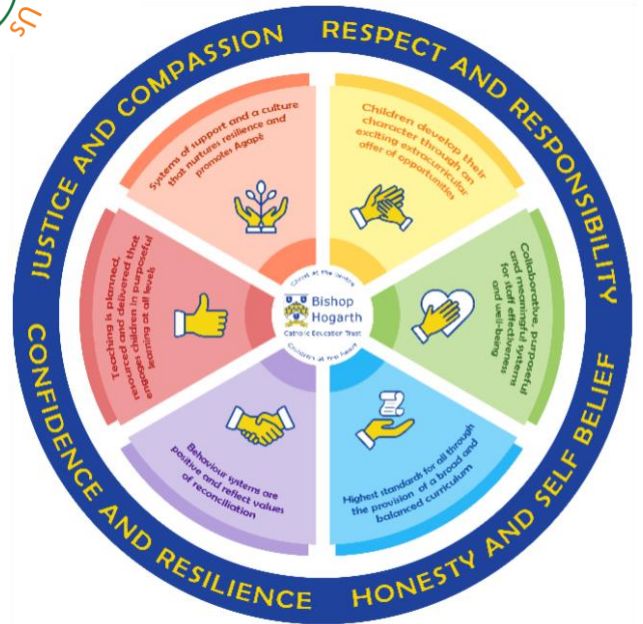 us
JUSTICE AND COMPASSION
RESPECT AND RESPONSIBILITY
HONESTY AND SELF BELIEF
CONFIDENCE AND RESILIENCE
Systems of support and a culture
that nurtures resilience and
promotes Agapé
Children develop their
character through an
exciting extracurricular
offer of opportunities
Collaborative, purposeful
and meaningful systems
for staff effectiveness
and well-being
Highest standards for all through
the provision of a broad and
balanced curriculum
Behaviour systems are
positive and reflect values
of reconciliation
Teaching is planned,
resourced and delivered that
engages children in purposeful
learning at all levels
Christ at the centre
Bishop
Hogarth
Catholic Education Trust
Children at the heart